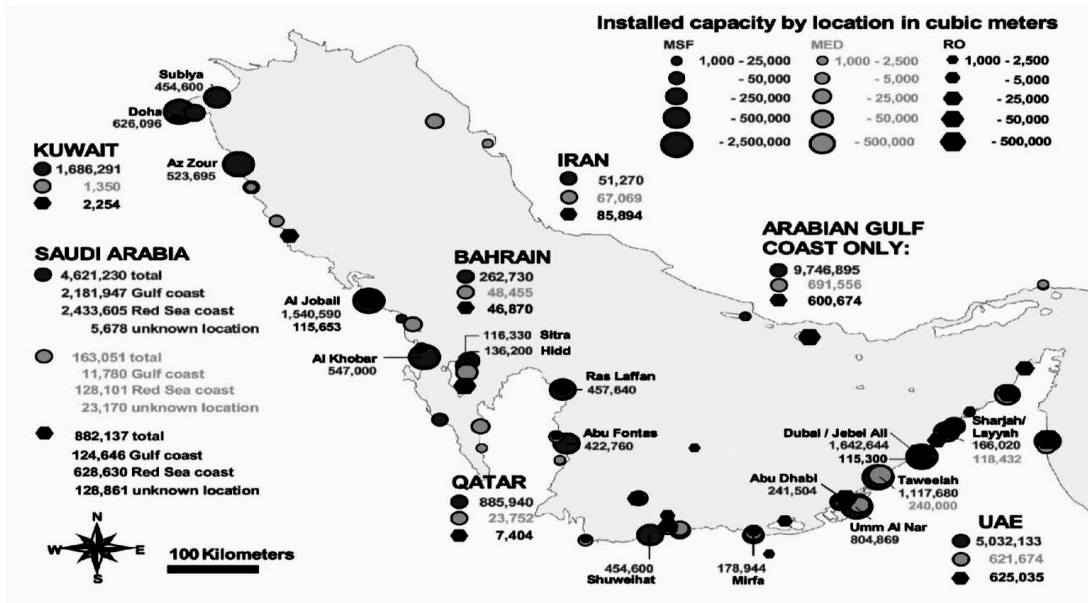 Installed capacity by location in cubic meters
MSF MED RO
1,000 - 25,000 1,000 - 2,500 1,000 - 2,500
- 50,000 - 5,000 - 5,000
- 250,000 - 25,000 - 25,000
- 500,000 - 50,000 - 50,000
- 2,500,000 - 500,000 - 500,000
Subiya
454,600
Doha
626,096
KUWAIT
1,686,291
1,350
2,254
Az Zour
523,695
IRAN
51,270
67,069
85,894
ARABIAN GULF
COAST ONLY:
9,746,895
691,556
600,674
SAUDI ARABIA
4,621,230 total
2,181,947 Gulf coast
2,433,605 Red Sea coast
5,678 unknown location
163,051 total
11,780 Gulf coast
128,101 Red Sea coast
23,170 unknown location
882,137 total
124,646 Gulf coast
628,630 Red Sea coast
128,861 unknown location
BAHRAIN
262,730
48,455
46,870
Al Jobail
1,540,590
115,653
116,330 Sitra
136,200 Hidd
Al Khobar
547,000
Ras Laffan
457,640
Abu Fontas
422,760
QATAR
885,940
23,752
7,404
Dubai / Jebel Ali
1,642,644
115,300
Sharjah/
Layyah
166,020
118,432
Abu Dhabi
241,504
Taweelah
1,117,680
240,000
Umm Al Nar
804,869
UAE
5,032,133
621,674
625,035
454,600
Shuweihat
178,944
Mirfa
N
W E
S
100 Kilometers